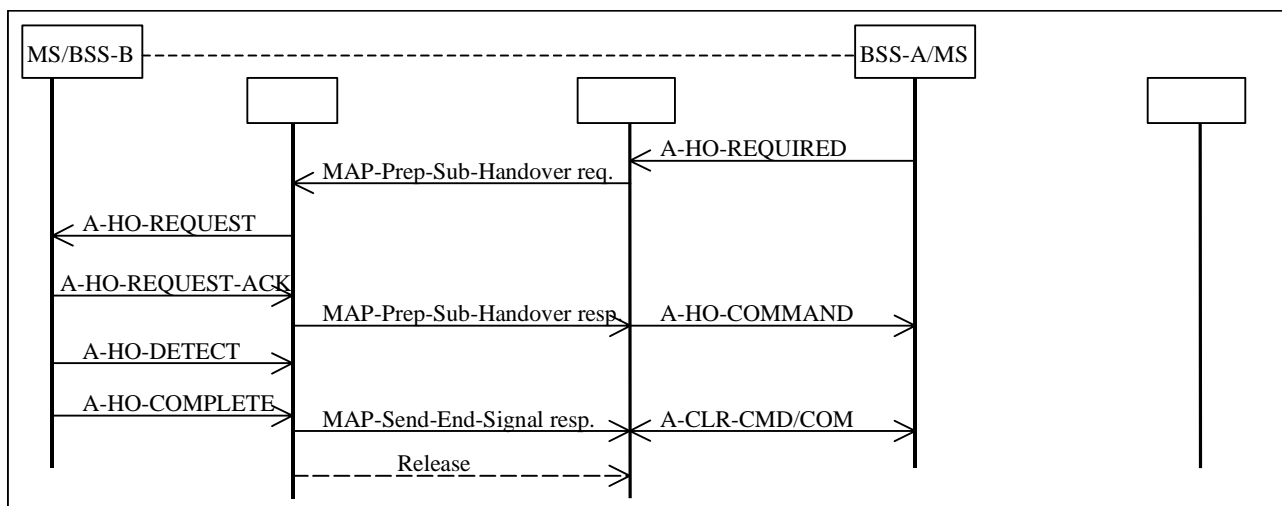 MS/BSS-B
BSS-A/MS
A-HO-REQUIRED
MAP-Prep-Sub-Handover req.
A-HO-REQUEST
A-HO-REQUEST-ACK
MAP-Prep-Sub-Handover resp.
A-HO-COMMAND
A-HO-DETECT
A-HO-COMPLETE
MAP-Send-End-Signal resp.
A-CLR-CMD/COM
Release